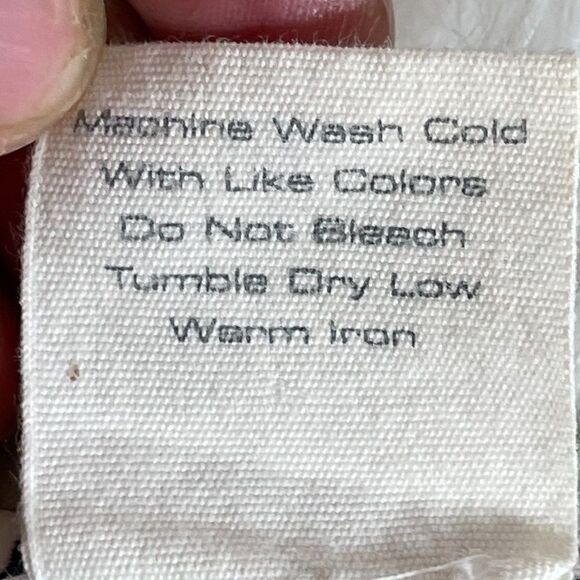 Machine Wash Cold
With Like Colors
Do Not Bleach
Tumble Dry Low
Warm Iron